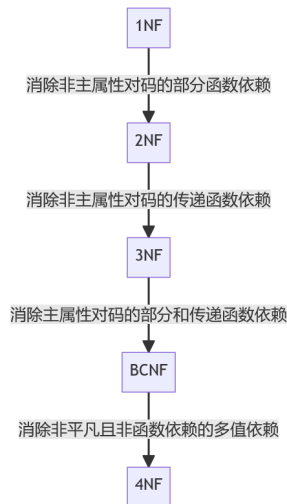 1NF
消除非主属性对码的部分函数依赖
2NF
消除非主属性对码的传递函数依赖
3NF
消除主属性对码的部分和传递函数依赖
BCNF
消除非平凡且非函数依赖的多值依赖
4NF